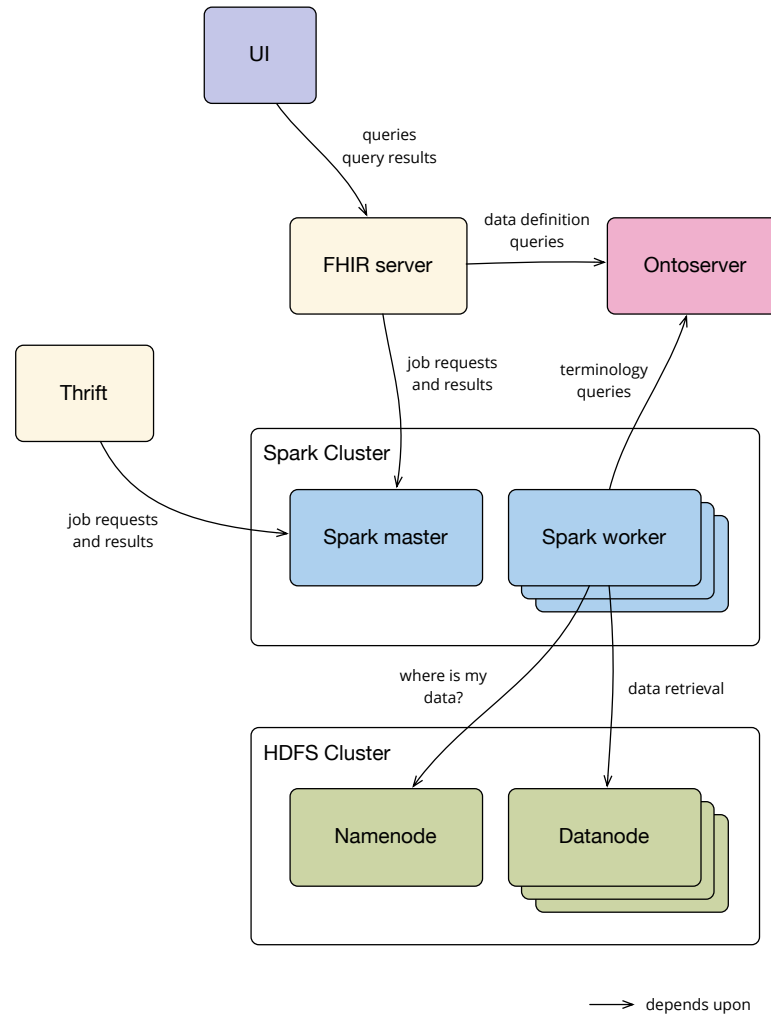 UI
queries
query results
FHIR server
data definition
queries
Ontoserver
Thrift
job requests
and results
terminology
queries
job requests
and results
Spark Cluster
Spark master
Spark worker
where is my
data?
data retrieval
HDFS Cluster
Namenode
Datanode
depends upon